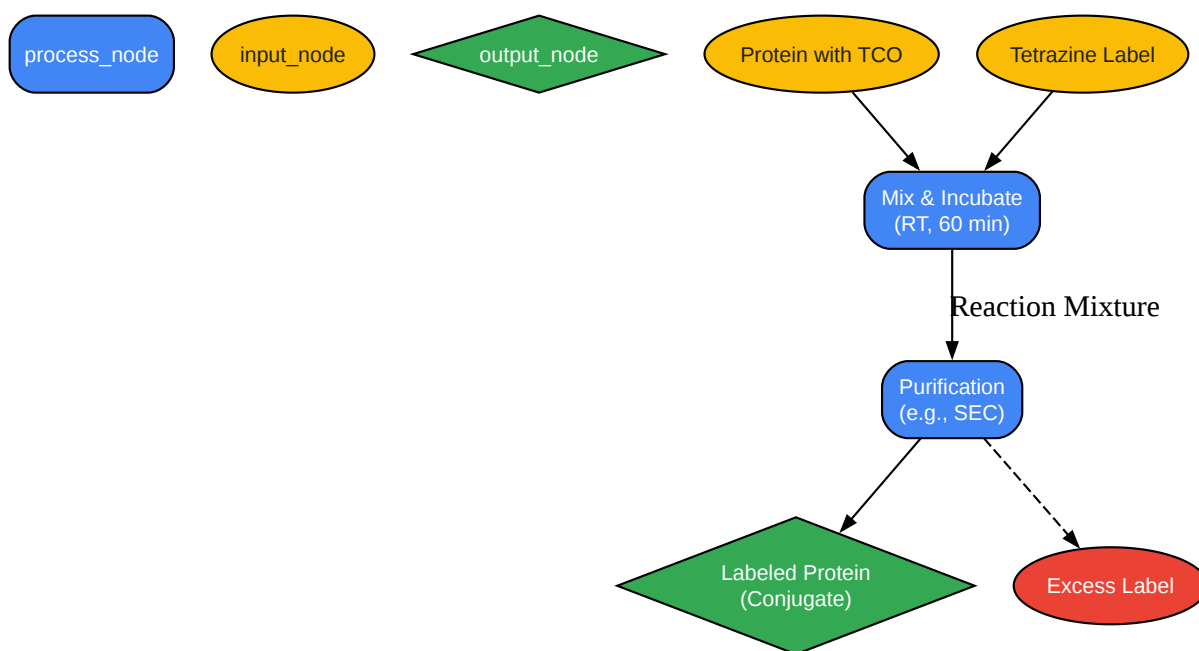 process_node
input_node
output_node
Protein with TCO
Tetrazine Label
Mix & Incubate
(RT, 60 min)
Reaction Mixture
Purification
(e.g., SEC)
Labeled Protein
(Conjugate)
Excess Label